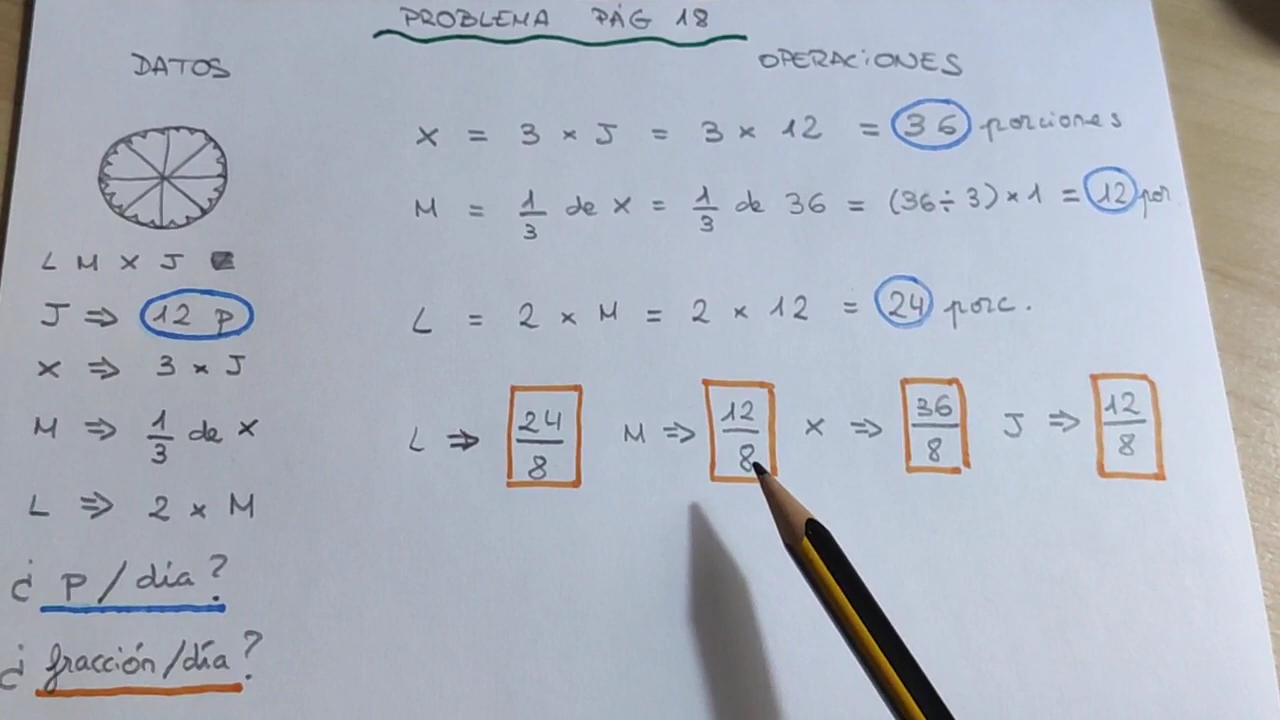 PROBLEMA PÁG 18
DATOS
L M X J
J ⇒ 12 p
X ⇒ 3 × J
M ⇒ 1/3 de X
L ⇒ 2 × M
¿ P / día ?
¿ fracción / día ?
OPERACIONES
X = 3 × J = 3 × 12 = 36 porciones
M = 1/3 de X = 1/3 de 36 = (36 ÷ 3) × 1 = 12 por.
L = 2 × M = 2 × 12 = 24 porc.
L ⇒ 24/8 M ⇒ 12/8 X ⇒ 36/8 J ⇒ 12/8